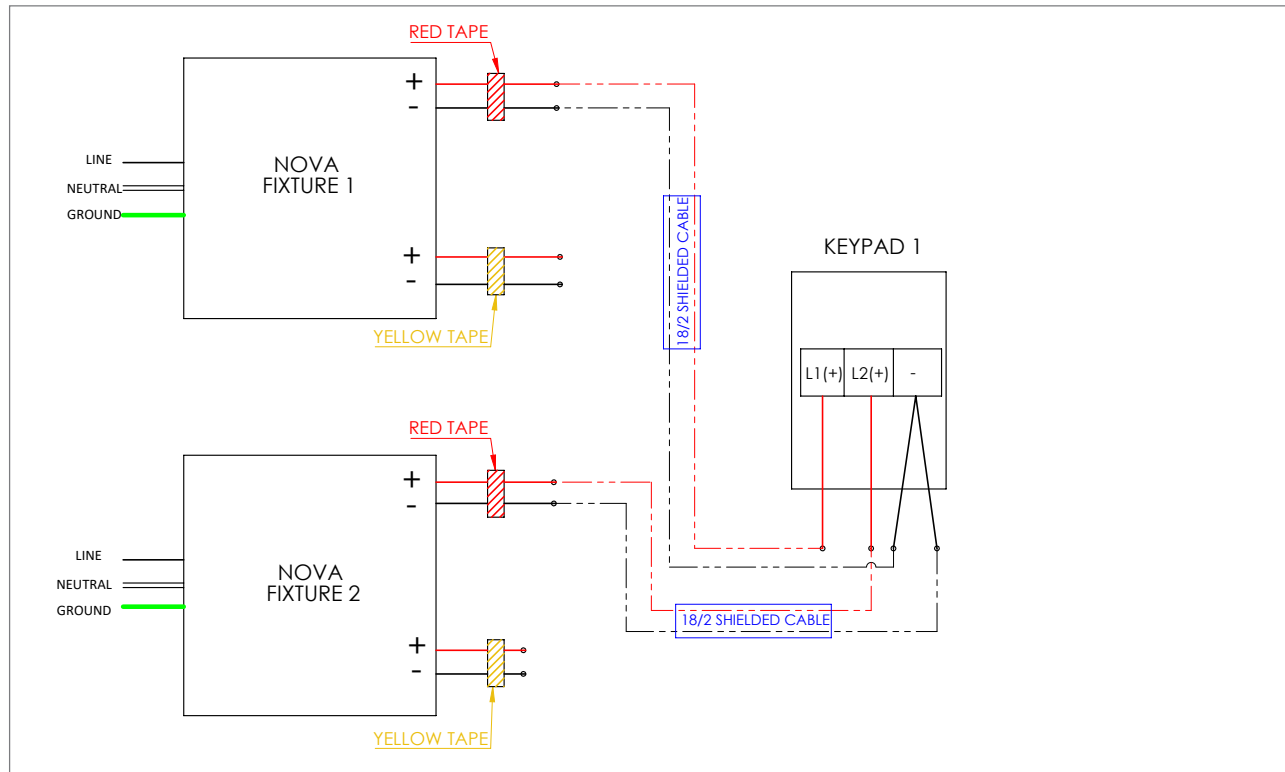 RED TAPE
+
-
LINE
NEUTRAL
GROUND
NOVA
FIXTURE 1
+
-
YELLOW TAPE
18/2 SHIELDED CABLE
KEYPAD 1
L1(+) L2(+) -
RED TAPE
+
-
LINE
NEUTRAL
GROUND
NOVA
FIXTURE 2
+
-
YELLOW TAPE
18/2 SHIELDED CABLE